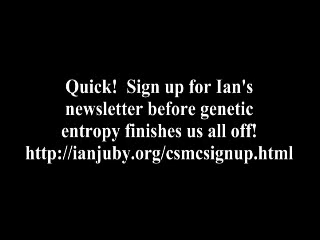 Quick!  Sign up for Ian's
newsletter before genetic
entropy finishes us all off!
http://ianjuby.org/csmcsignup.html